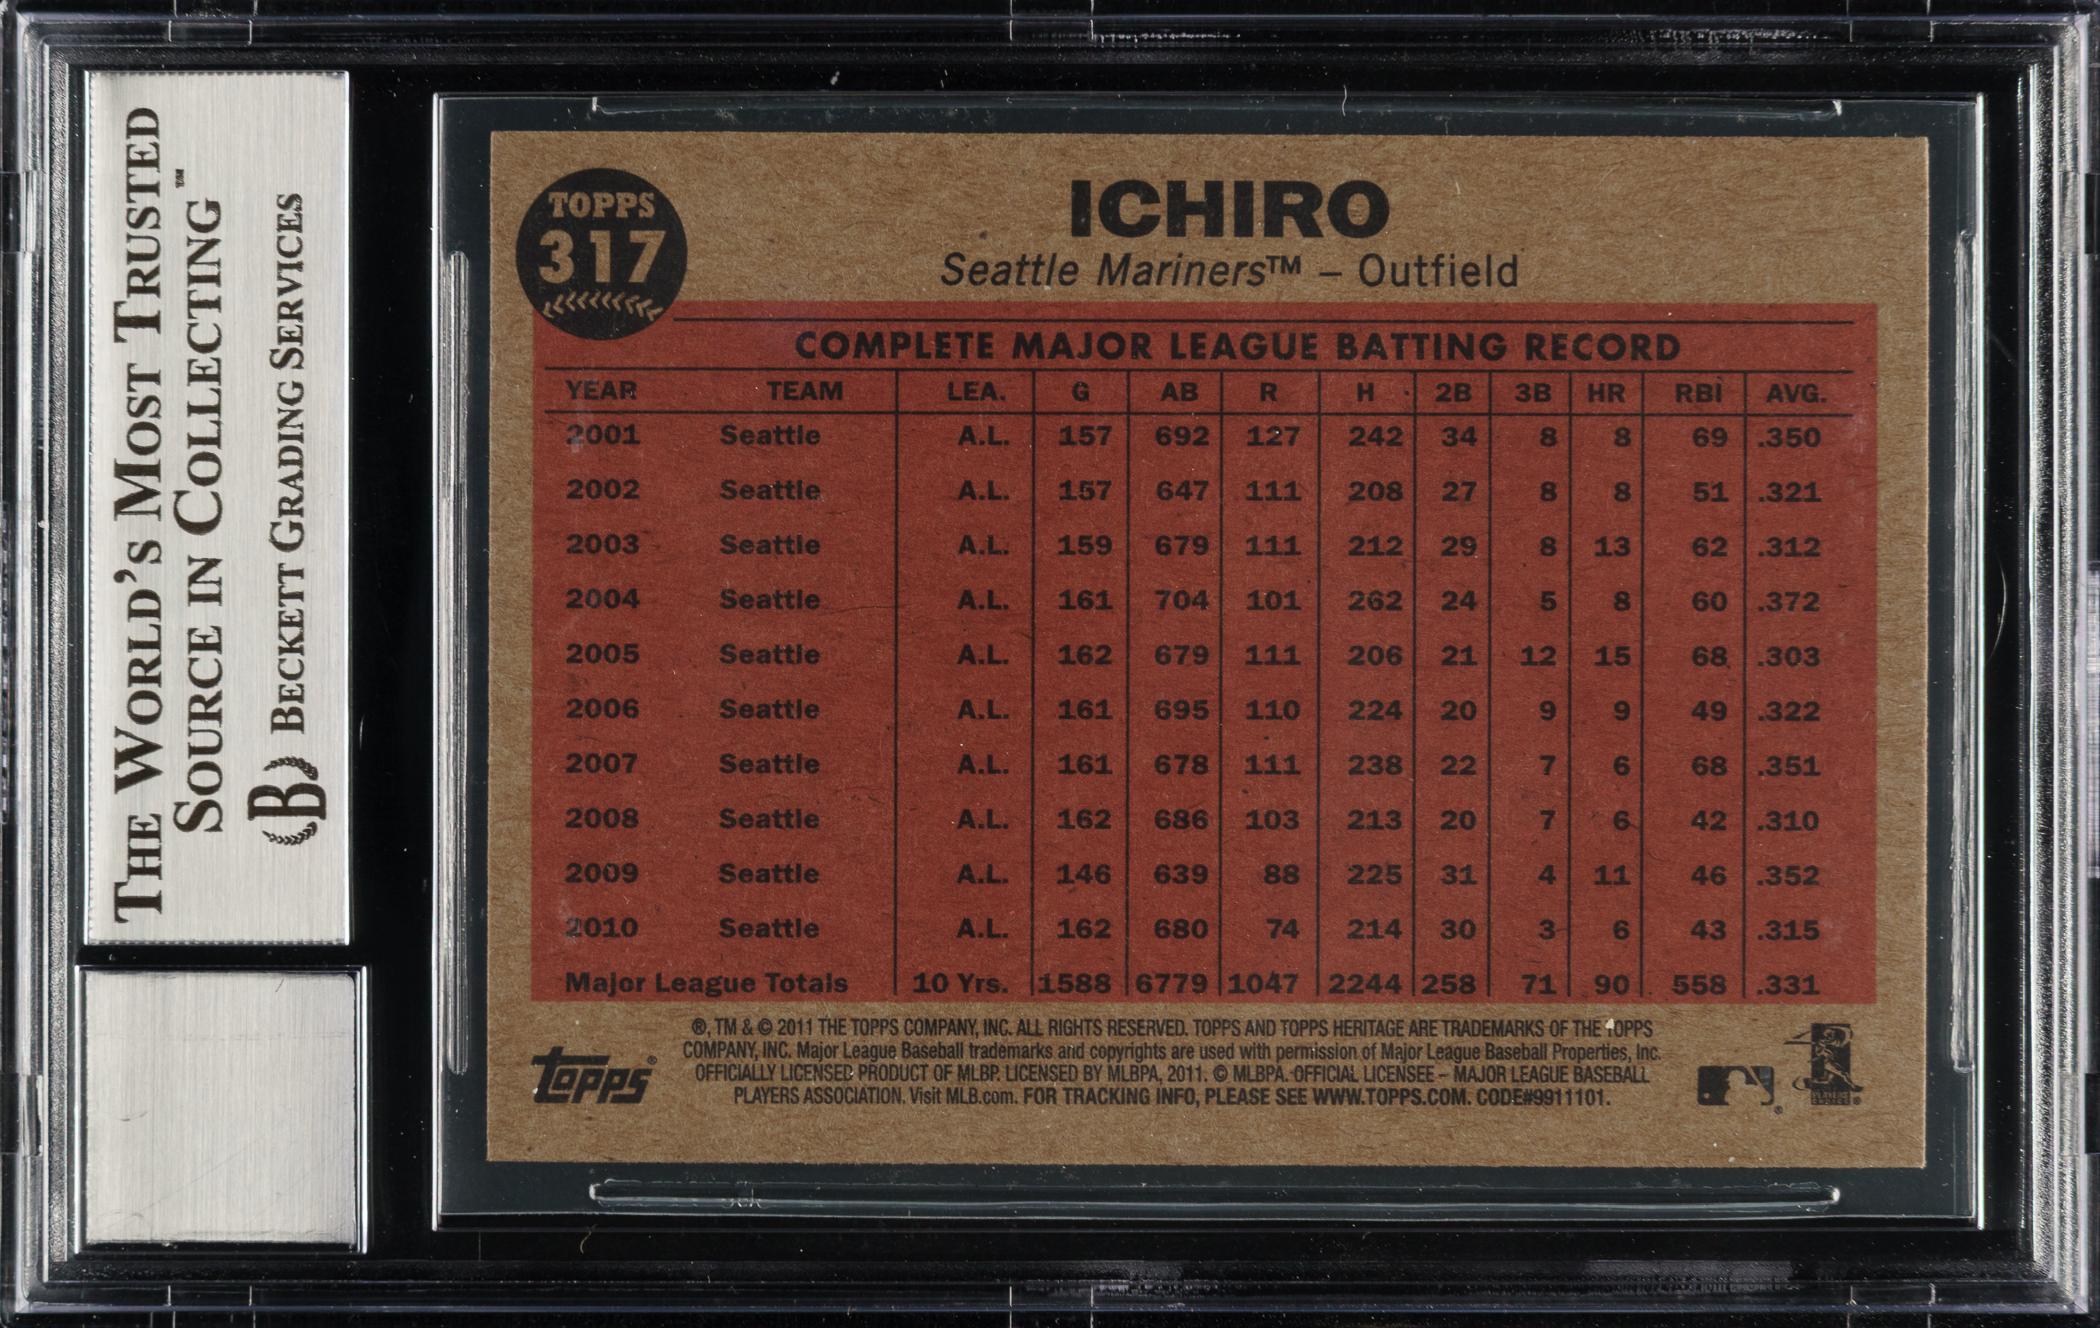 THE WORLD'S MOST TRUSTED
SOURCE IN COLLECTING™
BECKETT GRADING SERVICES
B
TOPPS
317
ICHIRO
Seattle Mariners™ – Outfield
COMPLETE MAJOR LEAGUE BATTING RECORD
YEAR TEAM LEA. G AB R H 2B 3B HR RBI AVG.
2001 Seattle A.L. 157 692 127 242 34 8 8 69 .350
2002 Seattle A.L. 157 647 111 208 27 8 8 51 .321
2003 Seattle A.L. 159 679 111 212 29 8 13 62 .312
2004 Seattle A.L. 161 704 101 262 24 5 8 60 .372
2005 Seattle A.L. 162 679 111 206 21 12 15 68 .303
2006 Seattle A.L. 161 695 110 224 20 9 9 49 .322
2007 Seattle A.L. 161 678 111 238 22 7 6 68 .351
2008 Seattle A.L. 162 686 103 213 20 7 6 42 .310
2009 Seattle A.L. 146 639 88 225 31 4 11 46 .352
2010 Seattle A.L. 162 680 74 214 30 3 6 43 .315
Major League Totals 10 Yrs. 1588 6779 1047 2244 258 71 90 558 .331
®, TM & © 2011 THE TOPPS COMPANY, INC. ALL RIGHTS RESERVED. TOPPS AND TOPPS HERITAGE ARE TRADEMARKS OF THE TOPPS
COMPANY, INC. Major League Baseball trademarks and copyrights are used with permission of Major League Baseball Properties, Inc.
OFFICIALLY LICENSED PRODUCT OF MLBP. LICENSED BY MLBPA, 2011. © MLBPA. OFFICIAL LICENSEE – MAJOR LEAGUE BASEBALL
PLAYERS ASSOCIATION. Visit MLB.com. FOR TRACKING INFO, PLEASE SEE WWW.TOPPS.COM. CODE#9911101.
topps®